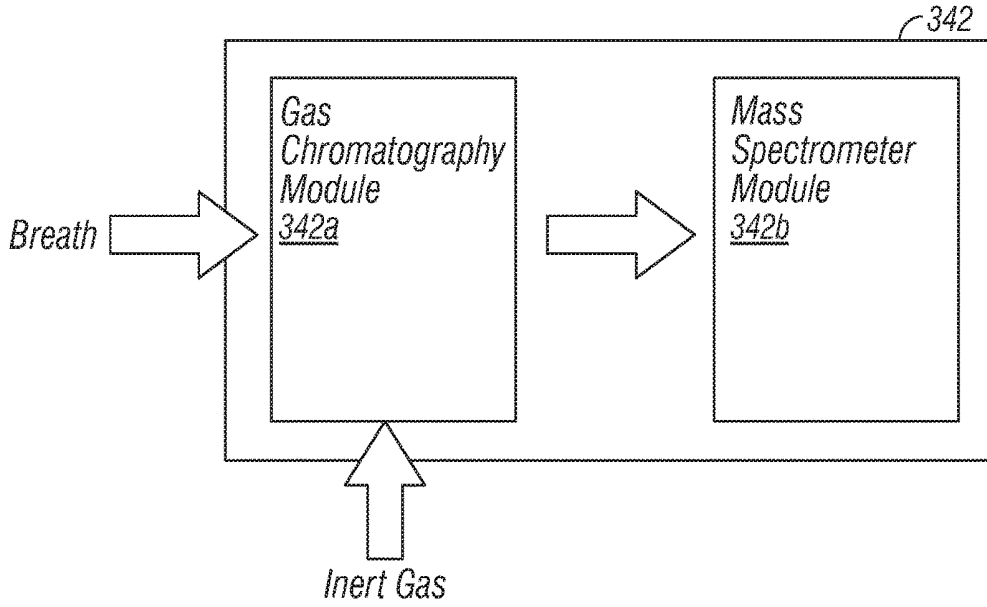 342
Gas
Chromatography
Module
342a
Mass
Spectrometer
Module
342b
Breath
Inert Gas